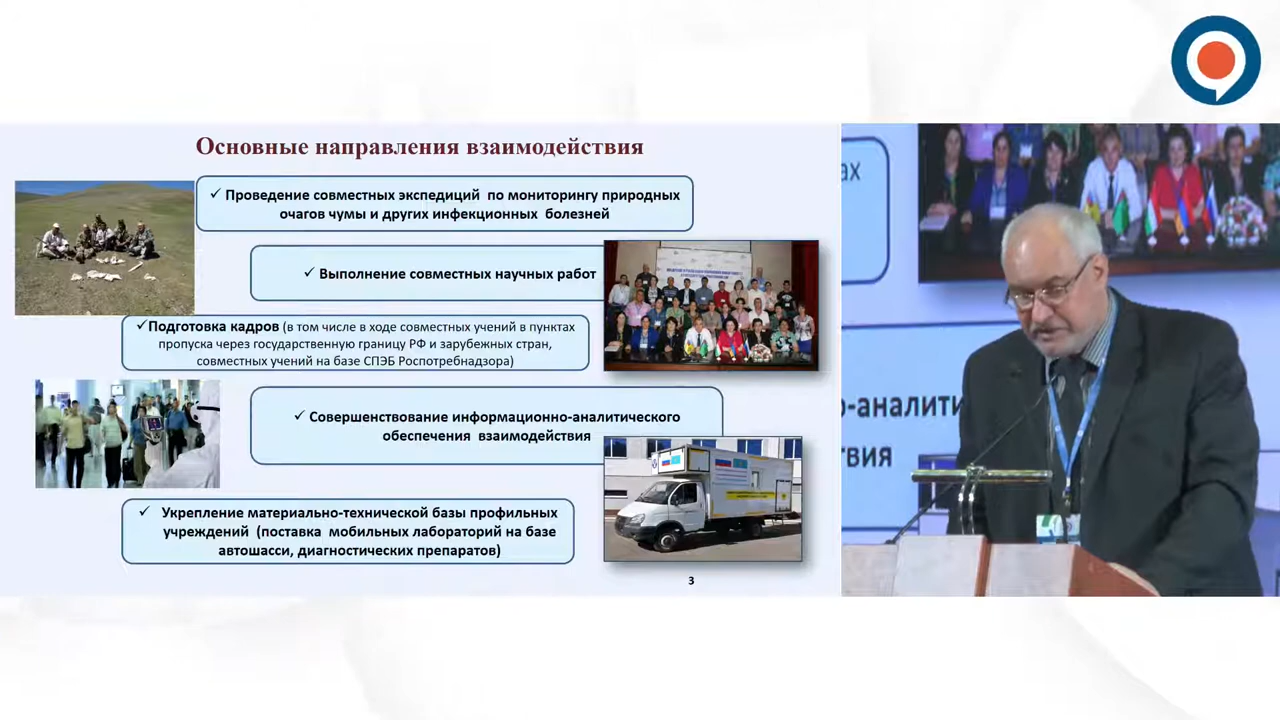 Основные направления взаимодействия
✓ Проведение совместных экспедиций по мониторингу природных
очагов чумы и других инфекционных болезней
✓ Выполнение совместных научных работ
✓Подготовка кадров (в том числе в ходе совместных учений в пунктах
пропуска через государственную границу РФ и зарубежных стран,
совместных учений на базе СПЭБ Роспотребнадзора)
✓ Совершенствование информационно-аналитического
обеспечения взаимодействия
✓ Укрепление материально-технической базы профильных
учреждений (поставка мобильных лабораторий на базе
автошасси, диагностических препаратов)
3
ах
о-аналити
твия